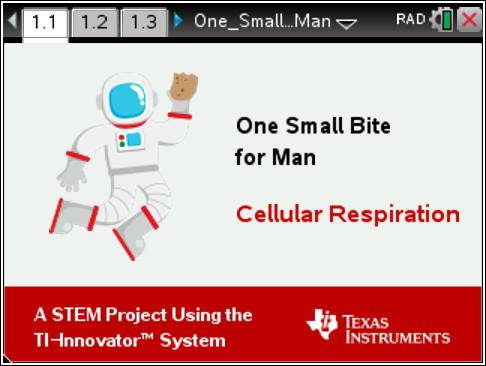 1.1 1.2 1.3 One_Small...Man RAD
One Small Bite
for Man
Cellular Respiration
A STEM Project Using the
TI-Innovator™ System
TEXAS
INSTRUMENTS